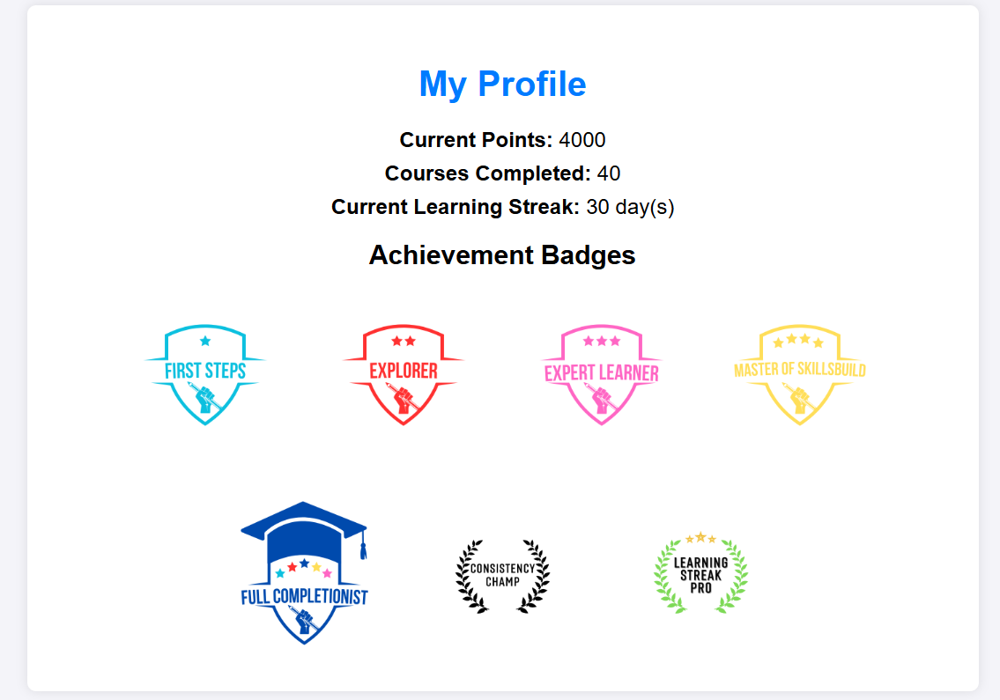 My Profile
Current Points: 4000
Courses Completed: 40
Current Learning Streak: 30 day(s)
Achievement Badges
FIRST STEPS
EXPLORER
EXPERT LEARNER
MASTER OF SKILLSBUILD
FULL COMPLETIONIST
CONSISTENCY
CHAMP
LEARNING
STREAK
PRO